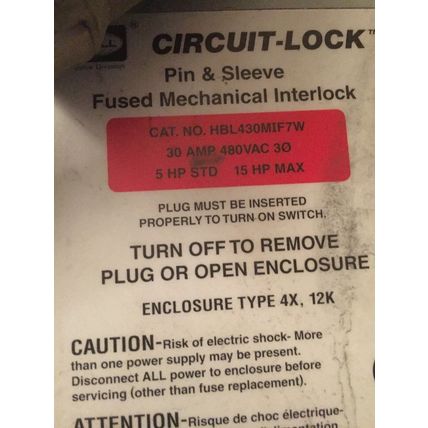 CIRCUIT-LOCK™
Pin & Sleeve
Fused Mechanical Interlock
CAT. NO. HBL430MIF7W
30 AMP 480VAC 3Ø
5 HP STD 15 HP MAX
PLUG MUST BE INSERTED
PROPERLY TO TURN ON SWITCH.
TURN OFF TO REMOVE
PLUG OR OPEN ENCLOSURE
ENCLOSURE TYPE 4X, 12K
CAUTION-Risk of electric shock- More
than one power supply may be present.
Disconnect ALL power to enclosure before
servicing (other than fuse replacement).
ATTENTION-Risque de choc électrique-